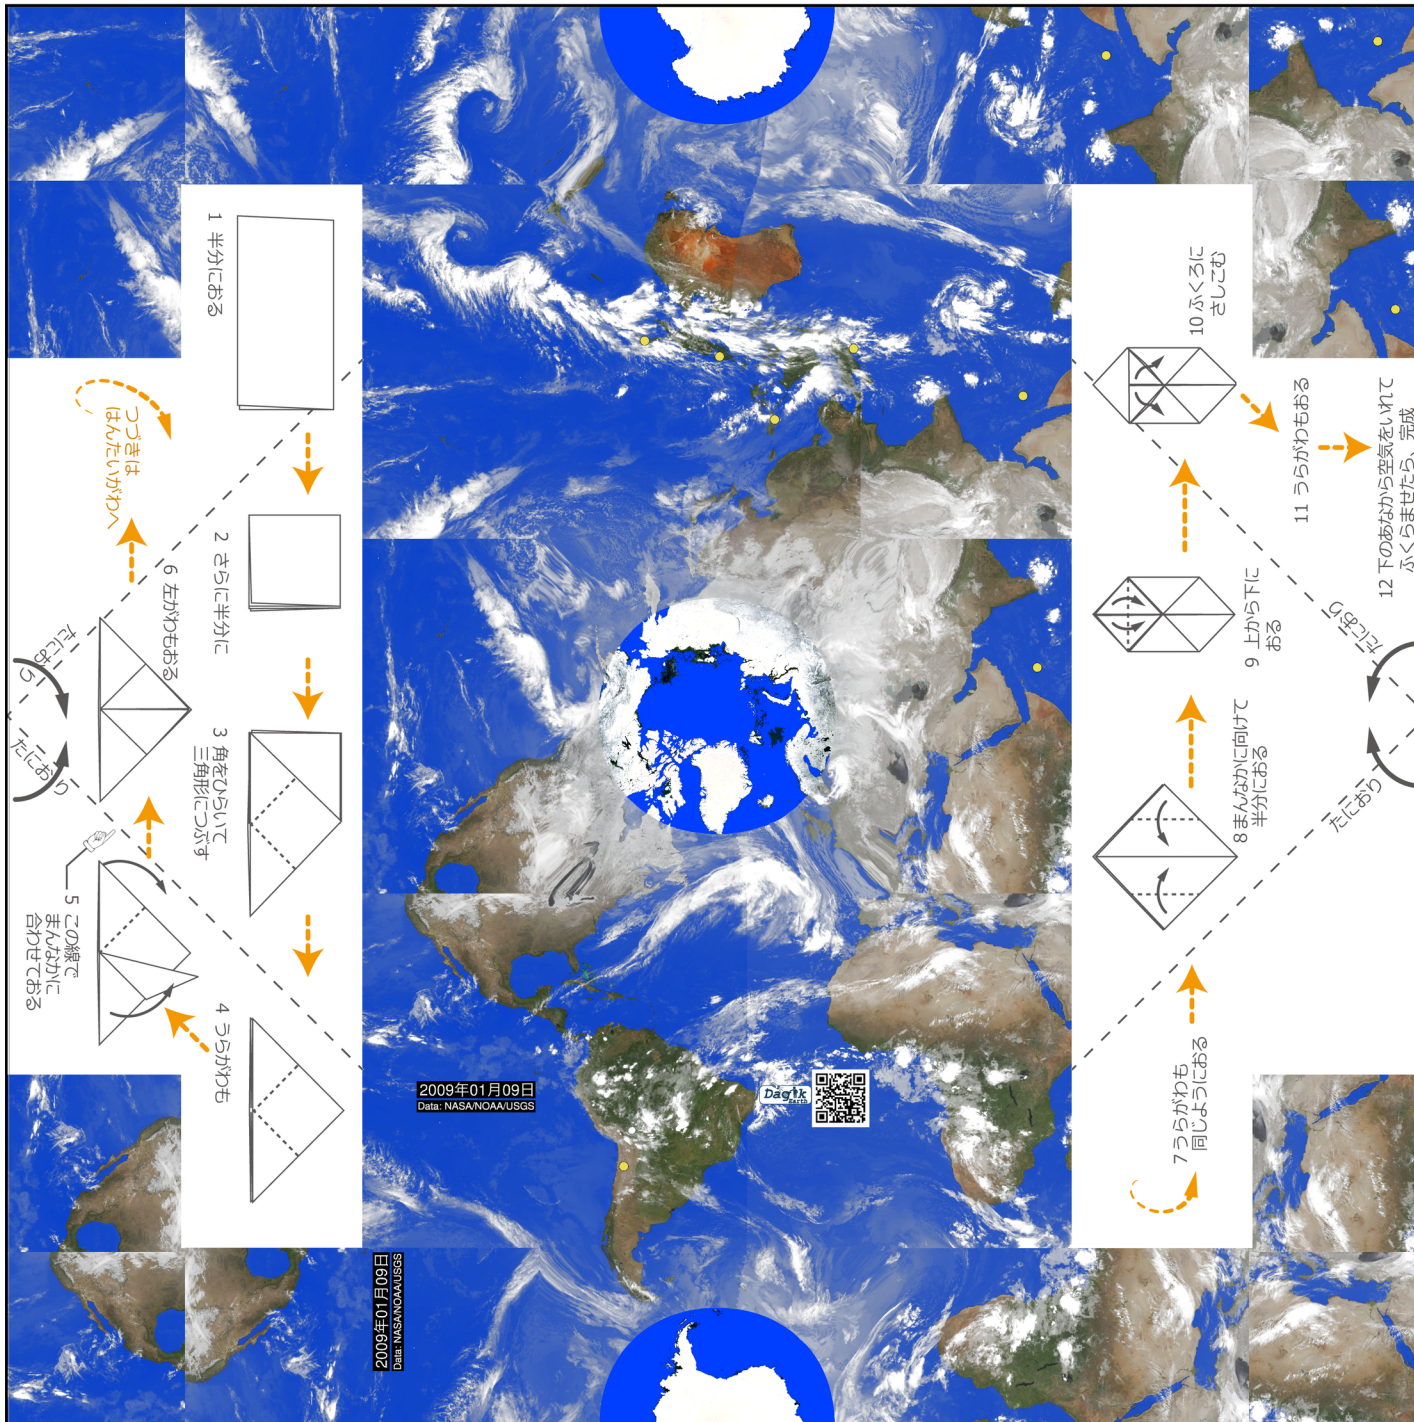 1 半分におる
2 さらに半分に
3 角をひらいて
三角形につぶす
4 うらがわも
5 この線で
まんなかに
合わせておる
6 左がわもおる
つづきは
はんたいがわへ
たにおり
たにおり
7 うらがわも
同じようにおる
8 まんなかに向けて
半分におる
9 上から下に
おる
10 ふくろに
さしこむ
11 うらがわもおる
12 下のあなから空気をいれて
ふくらませたら、完成
たにおり
たにおり
2009年01月09日
Data: NASA/NOAA/USGS
Dagik
Earth
2009年01月09日
Data: NASA/NOAA/USGS